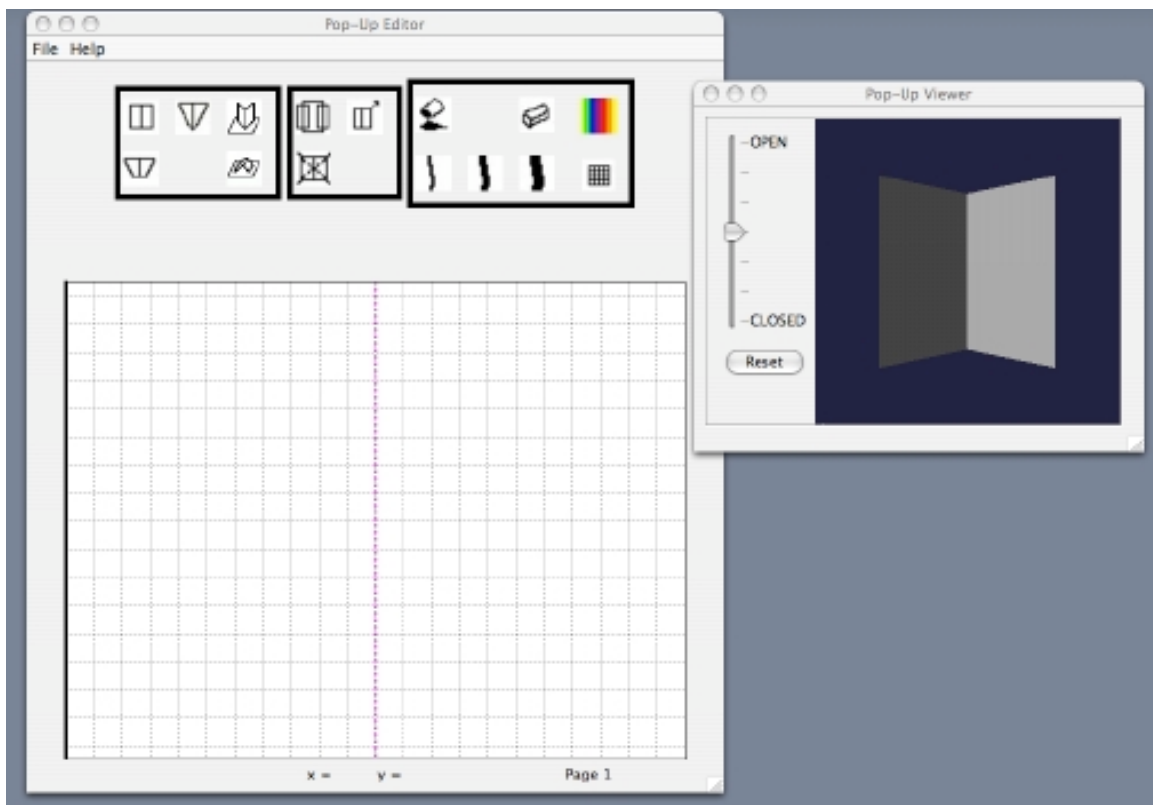 Pop-Up Editor
File Help
Pop-Up Viewer
OPEN
CLOSED
Reset
x = y = Page 1